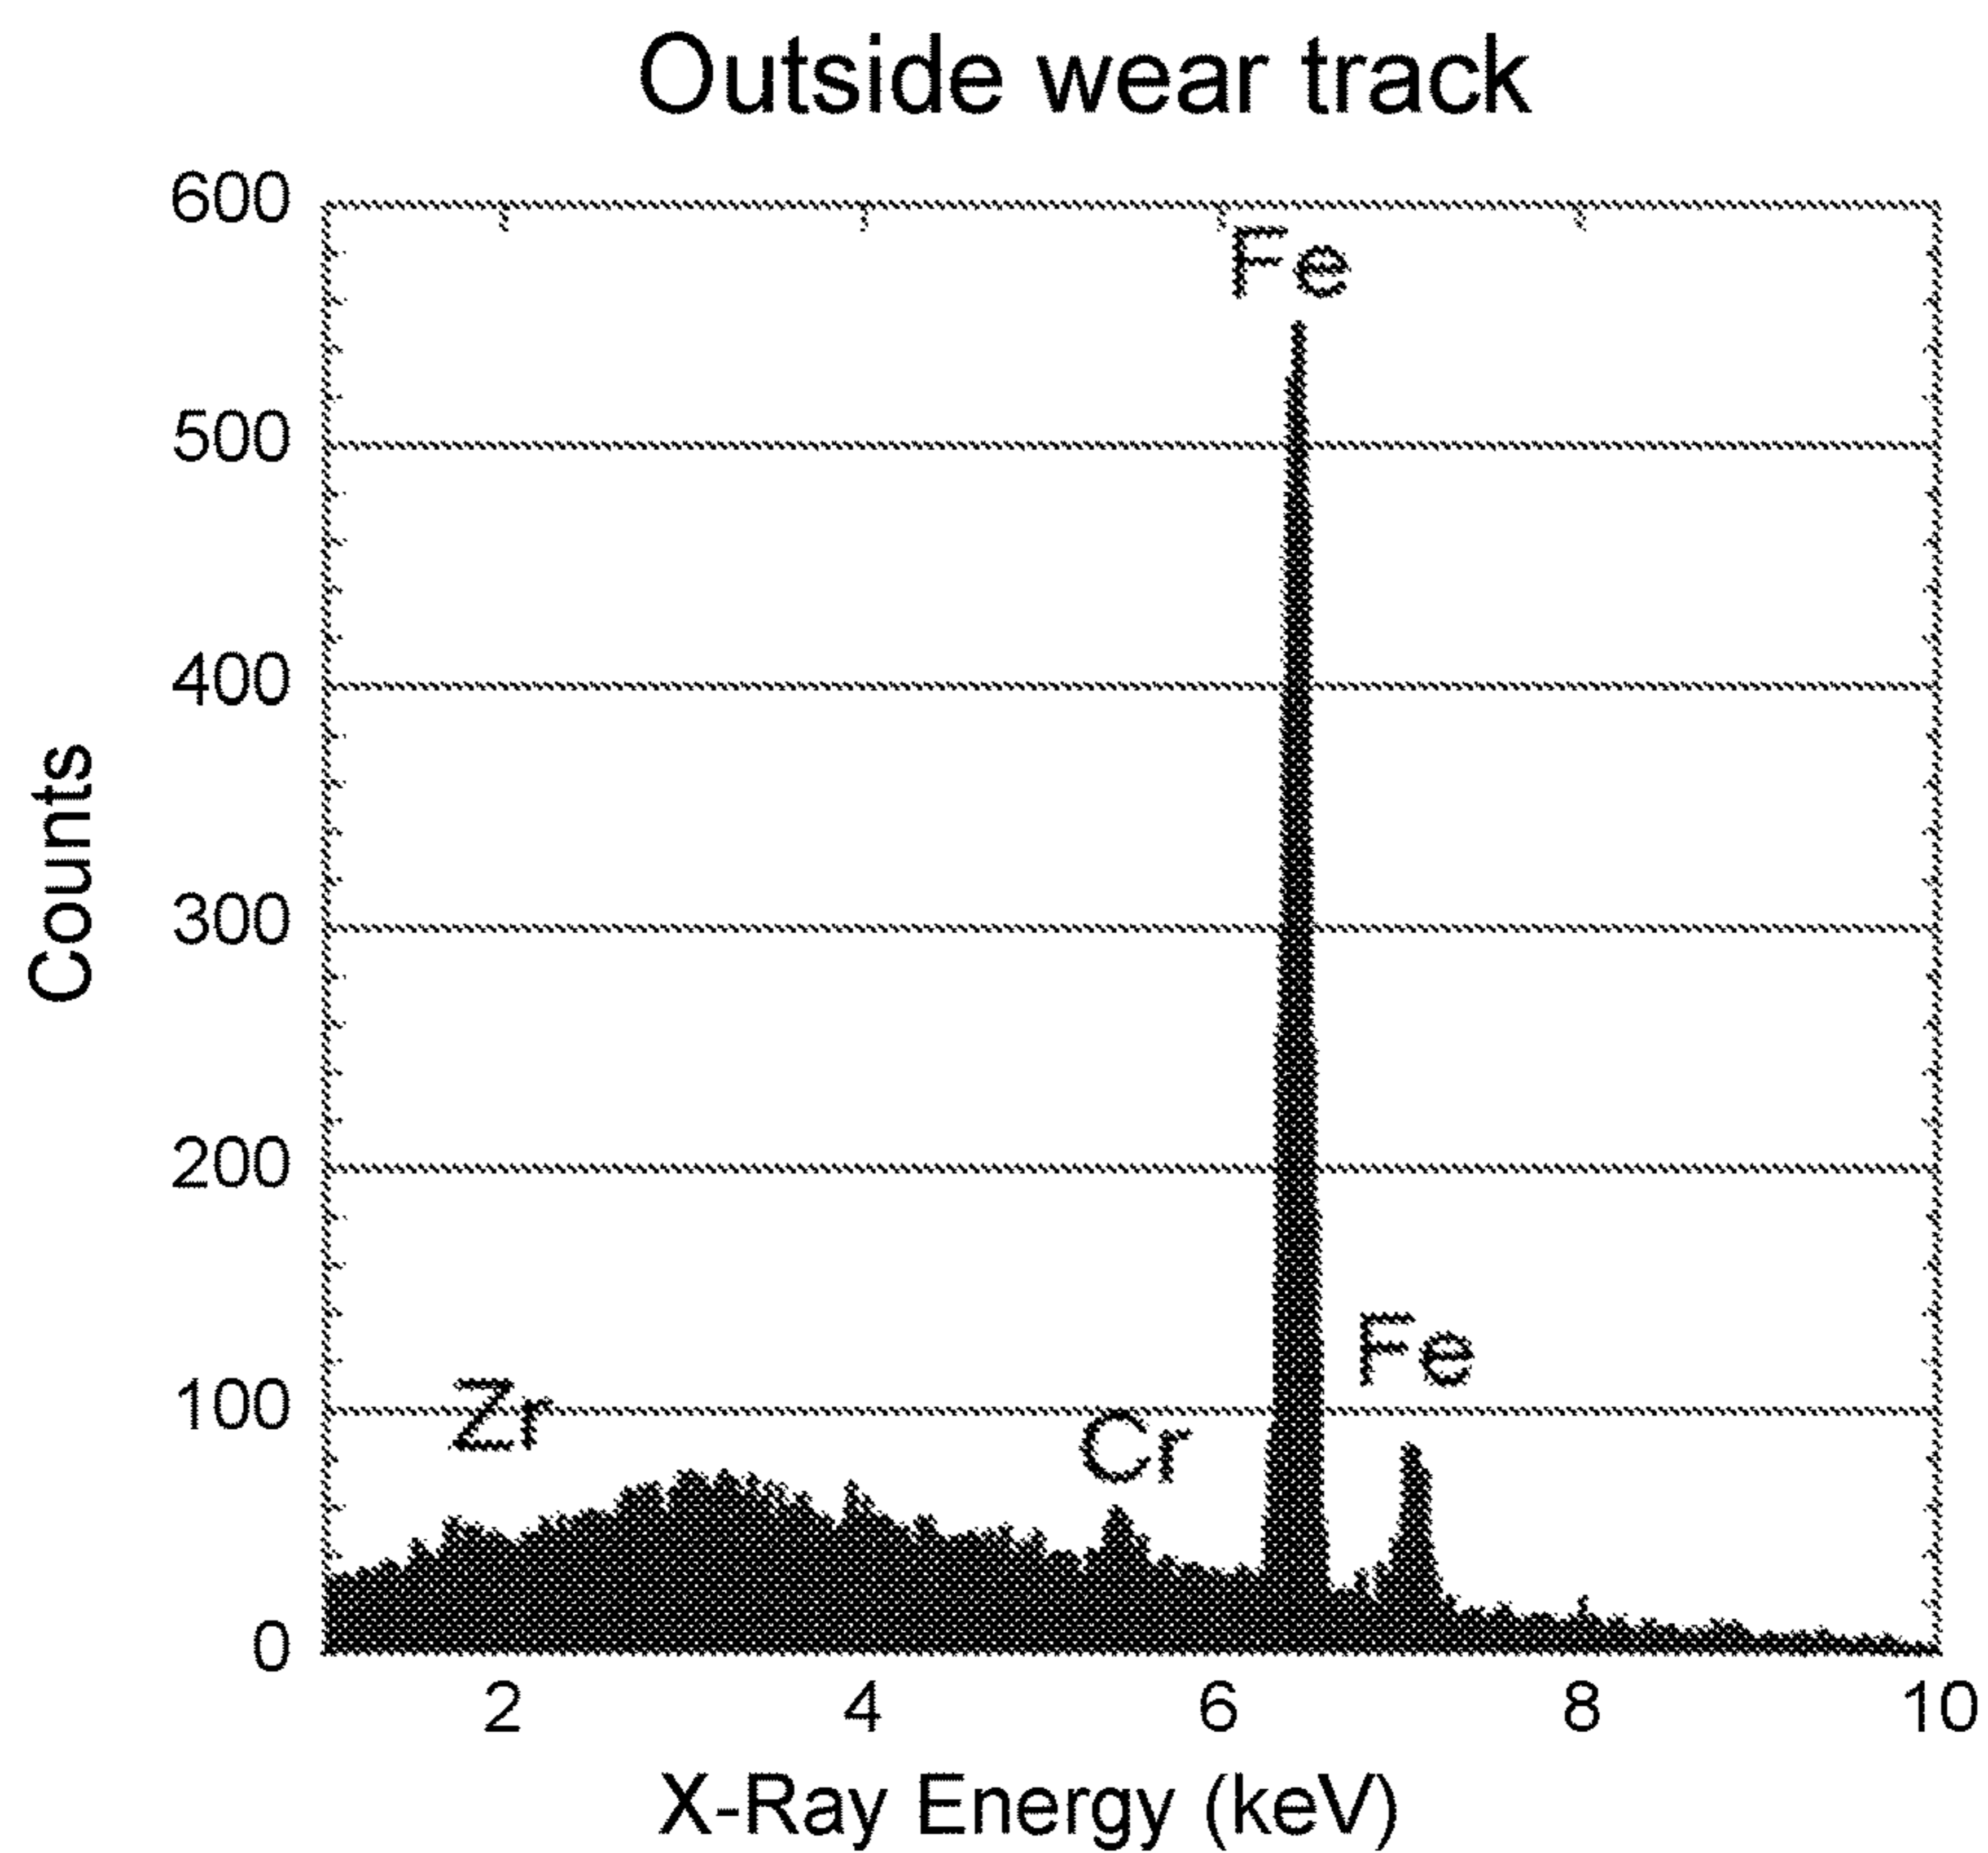 Outside wear track
600
Fe
500
400
Counts
300
200
Fe
Zr
100
Cr
0
2 4 6 8 10
X-Ray Energy (keV)